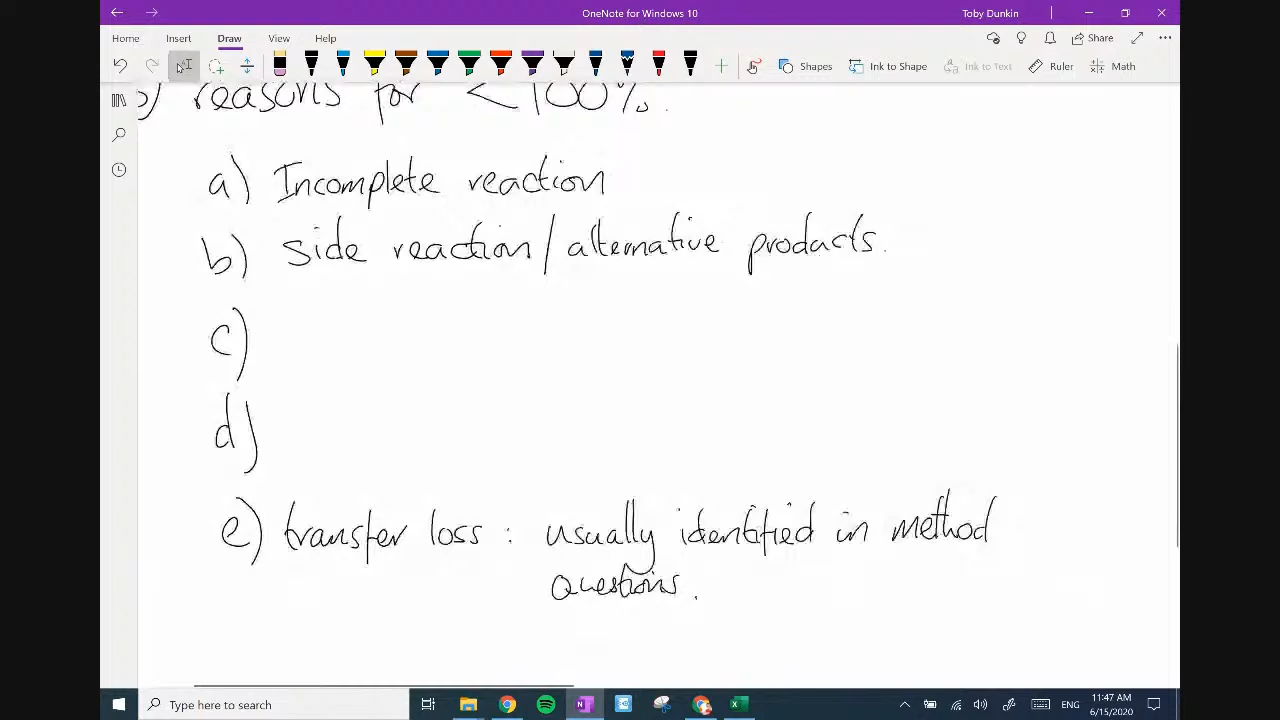 OneNote for Windows 10
Toby Dunkin
Home Insert Draw View Help
Share
Shapes Ink to Shape Ink to Text Ruler Math
) reasons for <100%.
a) Incomplete reaction
b) side reaction/alternative products.
c)
d)
e) transfer loss : usually identified in method
questions.
Type here to search
ENG
11:47 AM
6/15/2020